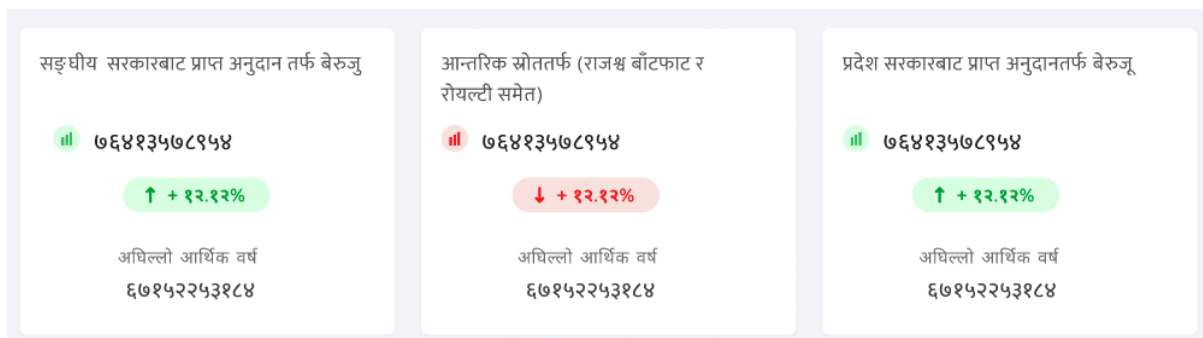 सङ्घीय सरकारबाट प्राप्त अनुदान तर्फ बेरुजु
७६४१३५७८९५४
↑ + १२.१२%
अघिल्लो आर्थिक वर्ष
६७१५२२५३१८४
आन्तरिक स्रोततर्फ (राजश्व बाँटफाट र
रोयल्टी समेत)
७६४१३५७८९५४
↓ + १२.१२%
अघिल्लो आर्थिक वर्ष
६७१५२२५३१८४
प्रदेश सरकारबाट प्राप्त अनुदानतर्फ बेरुजू
७६४१३५७८९५४
↑ + १२.१२%
अघिल्लो आर्थिक वर्ष
६७१५२२५३१८४